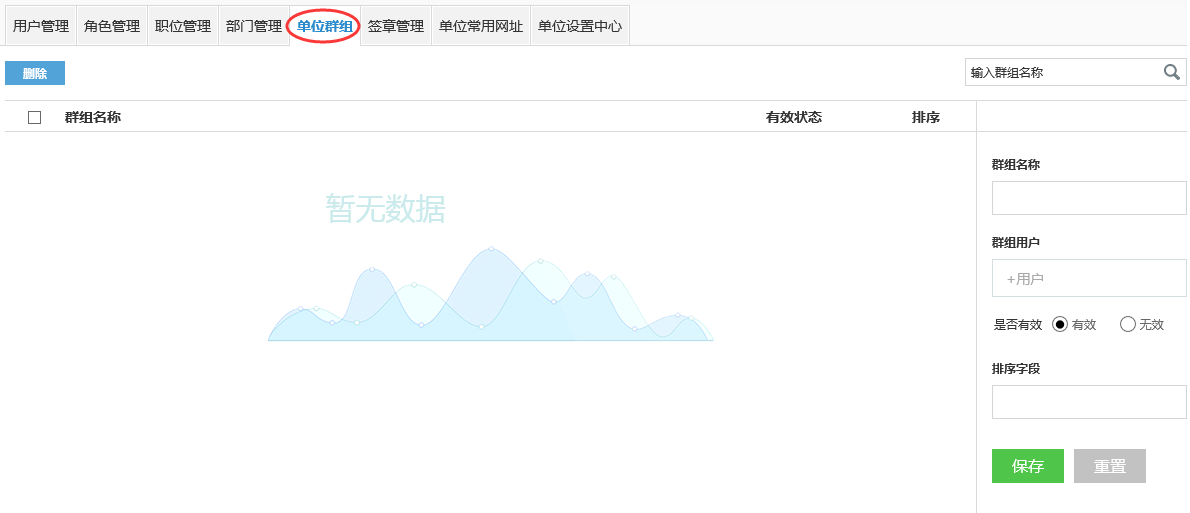 用户管理 角色管理 职位管理 部门管理 单位群组 签章管理 单位常用网址 单位设置中心
删除 输入群组名称
群组名称 有效状态 排序
群组名称
暂无数据
群组用户
+用户
是否有效 有效 无效
排序字段
保存 重置